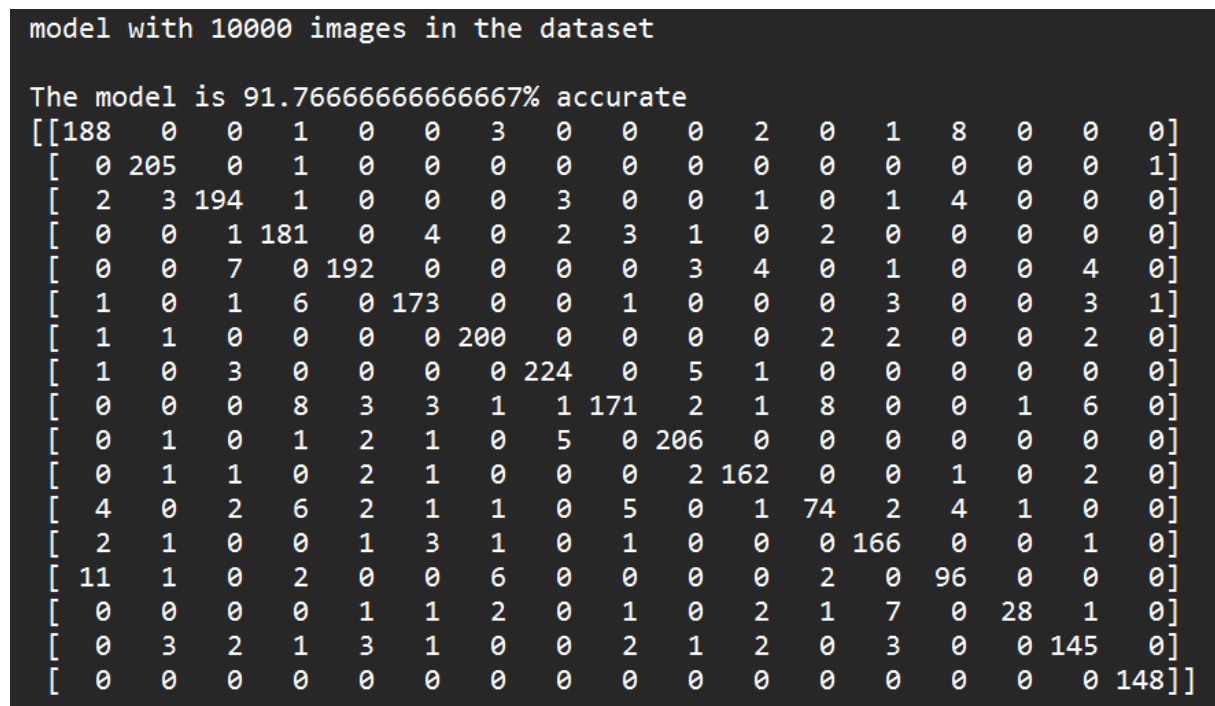 model with 10000 images in the dataset
The model is 91.76666666666667% accurate
[[188 0 0 1 0 0 3 0 0 0 2 0 1 8 0 0 0]
[ 0 205 0 1 0 0 0 0 0 0 0 0 0 0 0 0 1]
[ 2 3 194 1 0 0 0 3 0 0 1 0 1 4 0 0 0]
[ 0 0 1 181 0 4 0 2 3 1 0 2 0 0 0 0 0]
[ 0 0 7 0 192 0 0 0 0 3 4 0 1 0 0 4 0]
[ 1 0 1 6 0 173 0 0 1 0 0 0 3 0 0 3 1]
[ 1 1 0 0 0 0 200 0 0 0 0 2 2 0 0 2 0]
[ 1 0 3 0 0 0 0 224 0 5 1 0 0 0 0 0 0]
[ 0 0 0 8 3 3 1 1 171 2 1 8 0 0 1 6 0]
[ 0 1 0 1 2 1 0 5 0 206 0 0 0 0 0 0 0]
[ 0 1 1 0 2 1 0 0 0 2 162 0 0 1 0 2 0]
[ 4 0 2 6 2 1 1 0 5 0 1 74 2 4 1 0 0]
[ 2 1 0 0 1 3 1 0 1 0 0 0 166 0 0 1 0]
[ 11 1 0 2 0 0 6 0 0 0 0 2 0 96 0 0 0]
[ 0 0 0 0 1 1 2 0 1 0 2 1 7 0 28 1 0]
[ 0 3 2 1 3 1 0 0 2 1 2 0 3 0 0 145 0]
[ 0 0 0 0 0 0 0 0 0 0 0 0 0 0 0 0 148]]